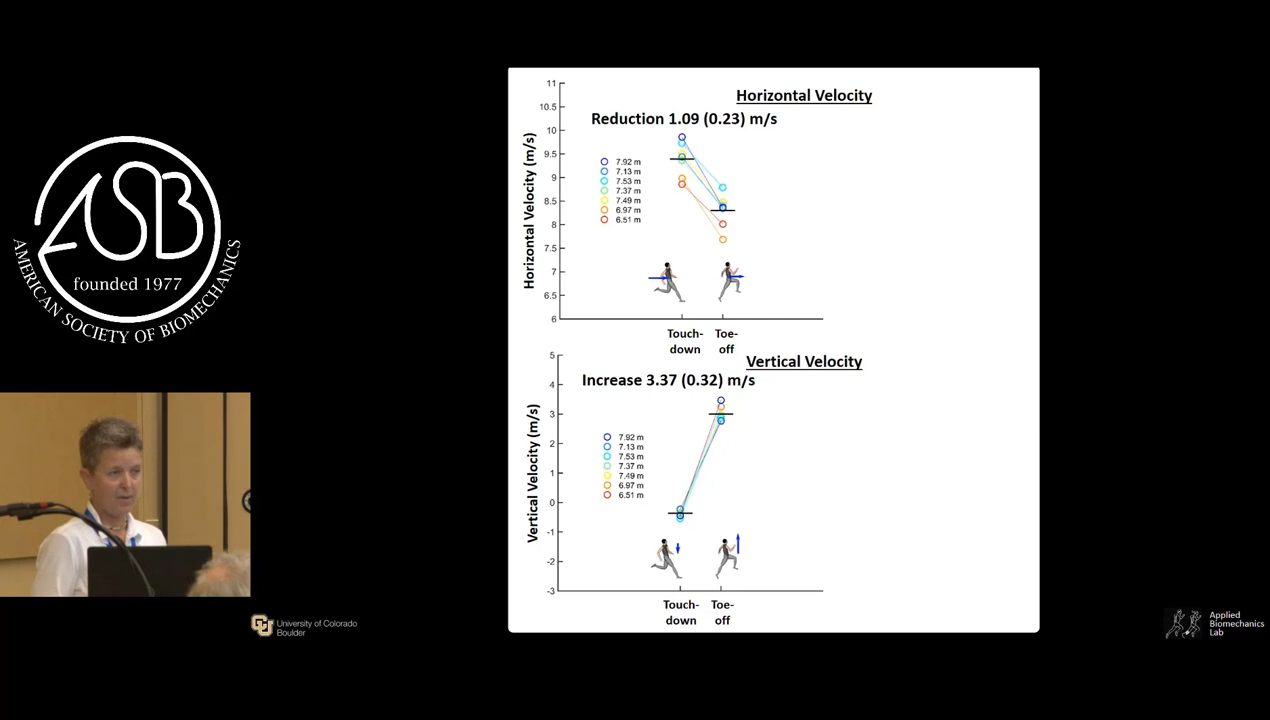 ASB
founded 1977
AMERICAN SOCIETY OF BIOMECHANICS
University of Colorado
Boulder
Horizontal Velocity
Reduction 1.09 (0.23) m/s
Horizontal Velocity (m/s)
11
10.5
10
9.5
9
8.5
8
7.5
7
6.5
6
7.92 m
7.13 m
7.53 m
7.37 m
7.49 m
6.97 m
6.51 m
Touch-
down
Toe-
off
Vertical Velocity
Increase 3.37 (0.32) m/s
Vertical Velocity (m/s)
5
4
3
2
1
0
-1
-2
-3
7.92 m
7.13 m
7.53 m
7.37 m
7.49 m
6.97 m
6.51 m
Touch-
down
Toe-
off
Applied
Biomechanics
Lab